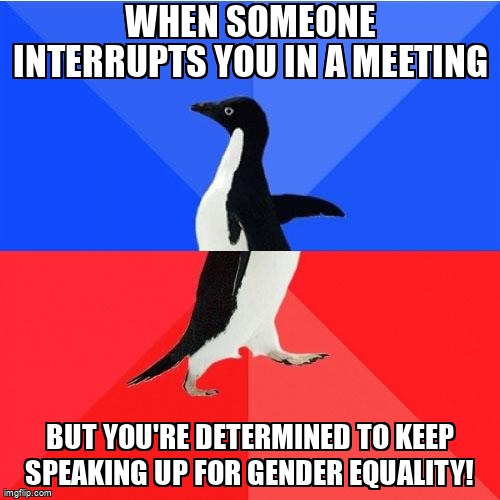 WHEN SOMEONE
INTERRUPTS YOU IN A MEETING
BUT YOU'RE DETERMINED TO KEEP
SPEAKING UP FOR GENDER EQUALITY!
imgflip.com